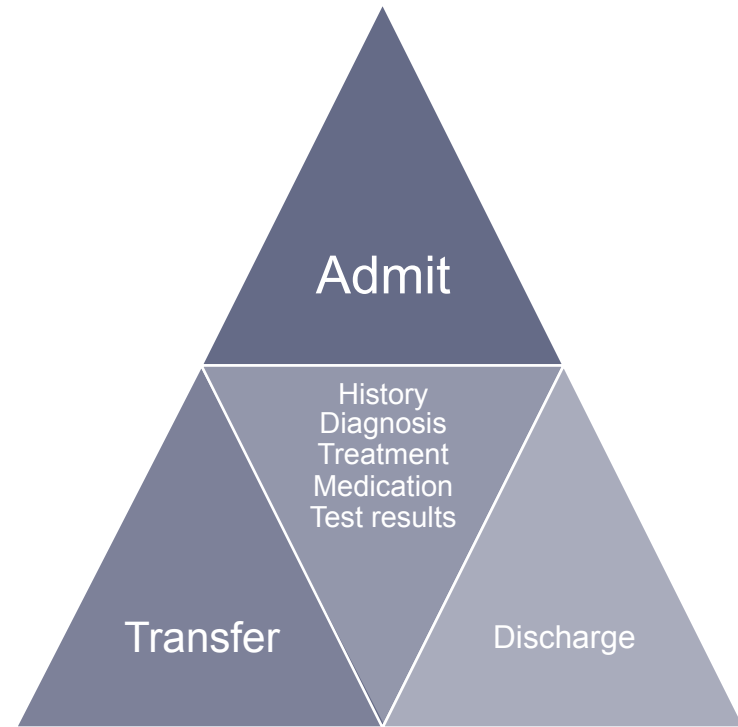 Admit
History
Diagnosis
Treatment
Medication
Test results
Transfer
Discharge